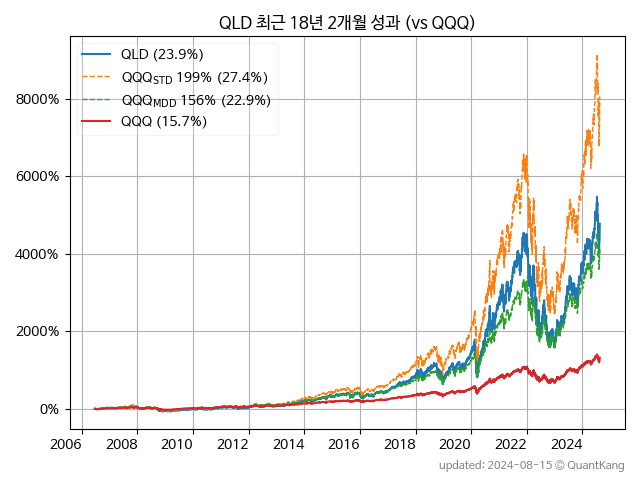 QLD 최근 18년 2개월 성과 (vs QQQ)
QLD (23.9%)
QQQSTD 199% (27.4%)
QQQMDD 156% (22.9%)
QQQ (15.7%)
8000%
6000%
4000%
2000%
0%
2006 2008 2010 2012 2014 2016 2018 2020 2022 2024
updated: 2024-08-15 © QuantKang